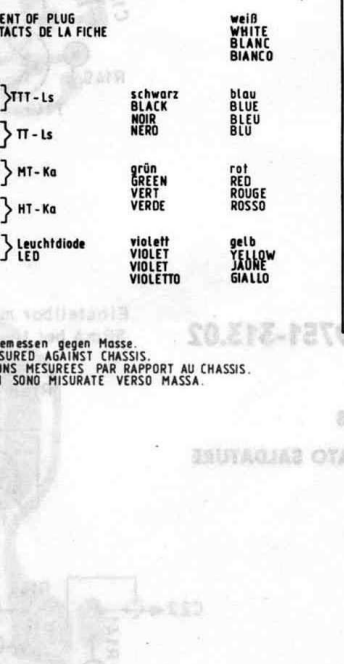 ENT OF PLUG
TACTS DE LA FICHE
weiß
WHITE
BLANC
BIANCO
TTT-Ls
schwarz
BLACK
NOIR
NERO
blau
BLUE
BLEU
BLU
TT-Ls
MT-Ka
grün
GREEN
VERT
VERDE
rot
RED
ROUGE
ROSSO
HT-Ka
Leuchtdiode
LED
violett
VIOLET
VIOLET
VIOLETTO
gelb
YELLOW
JAUNE
GIALLO
emessen gegen Masse.
SURED AGAINST CHASSIS.
INS MESUREES PAR RAPPORT AU CHASSIS.
I SONO MISURATE VERSO MASSA.